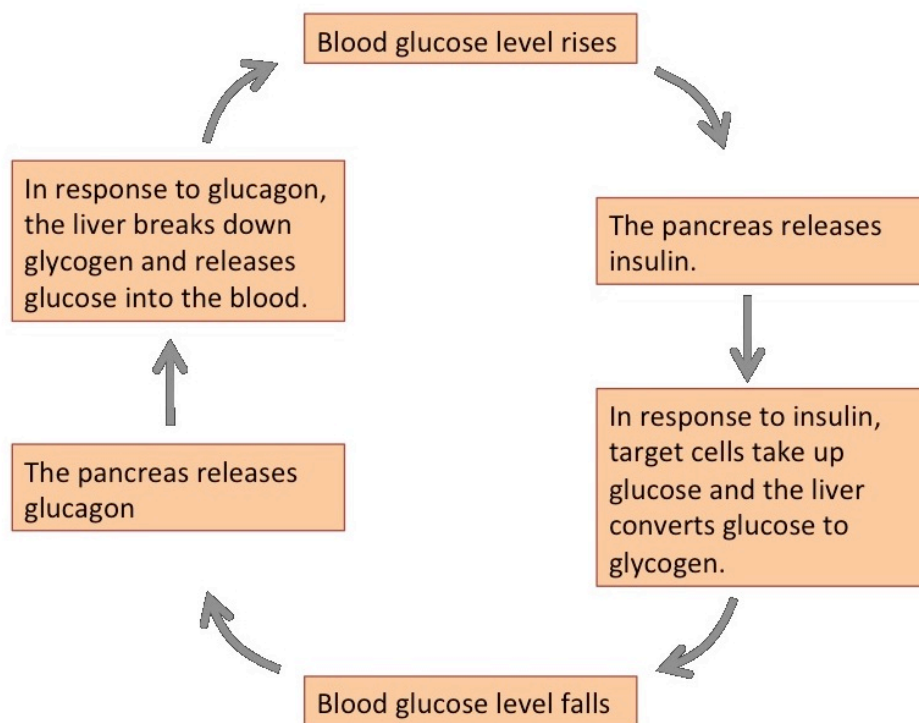 Blood glucose level rises
The pancreas releases
insulin.
In response to insulin,
target cells take up
glucose and the liver
converts glucose to
glycogen.
Blood glucose level falls
The pancreas releases
glucagon
In response to glucagon,
the liver breaks down
glycogen and releases
glucose into the blood.